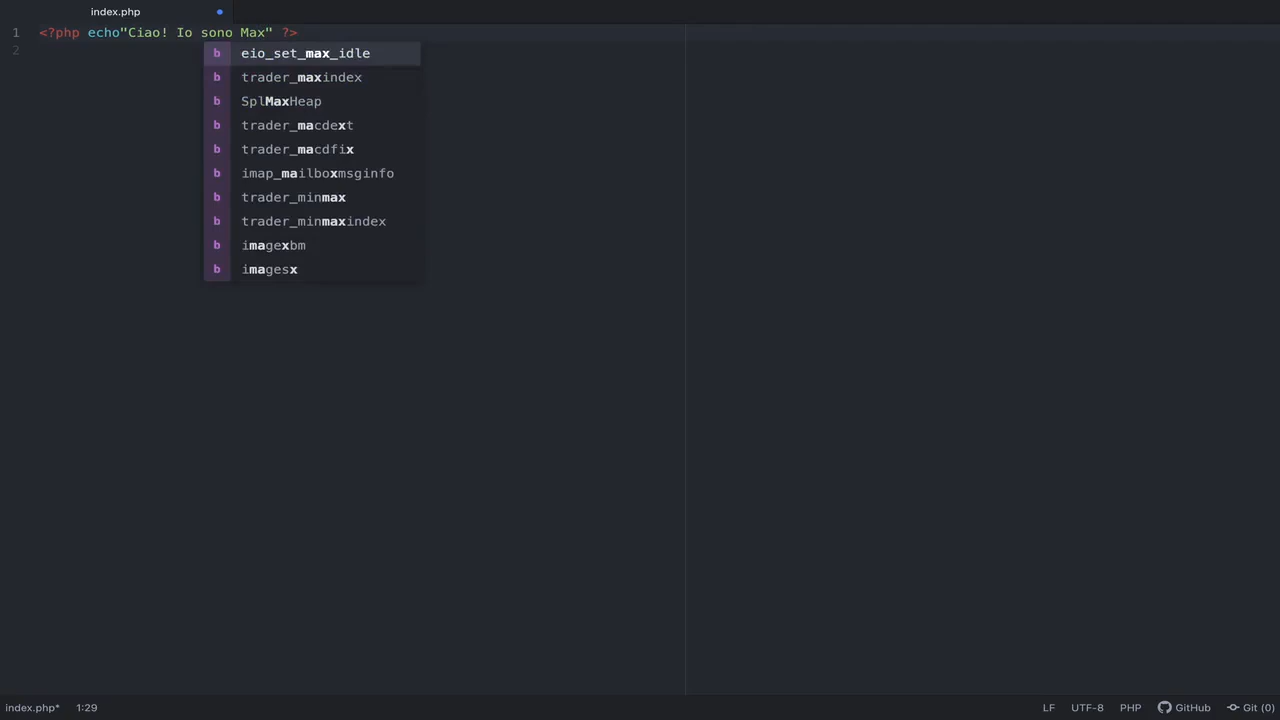 index.php
1 <?php echo"Ciao! Io sono Max" ?>
2
b eio_set_max_idle
b trader_maxindex
b SplMaxHeap
b trader_macdext
b trader_macdfix
b imap_mailboxmsginfo
b trader_minmax
b trader_minmaxindex
b imagexbm
b imagesx
index.php* 1:29 LF UTF-8 PHP GitHub Git (0)